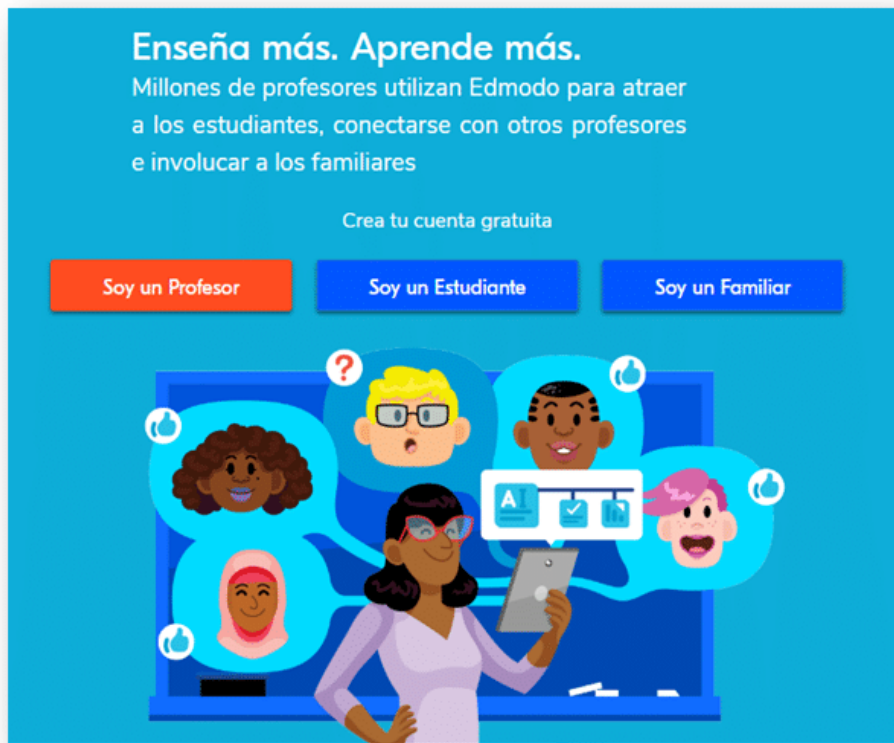 Enseña más. Aprende más.
Millones de profesores utilizan Edmodo para atraer
a los estudiantes, conectarse con otros profesores
e involucar a los familiares
Crea tu cuenta gratuita
Soy un Profesor
Soy un Estudiante
Soy un Familiar
?
AI